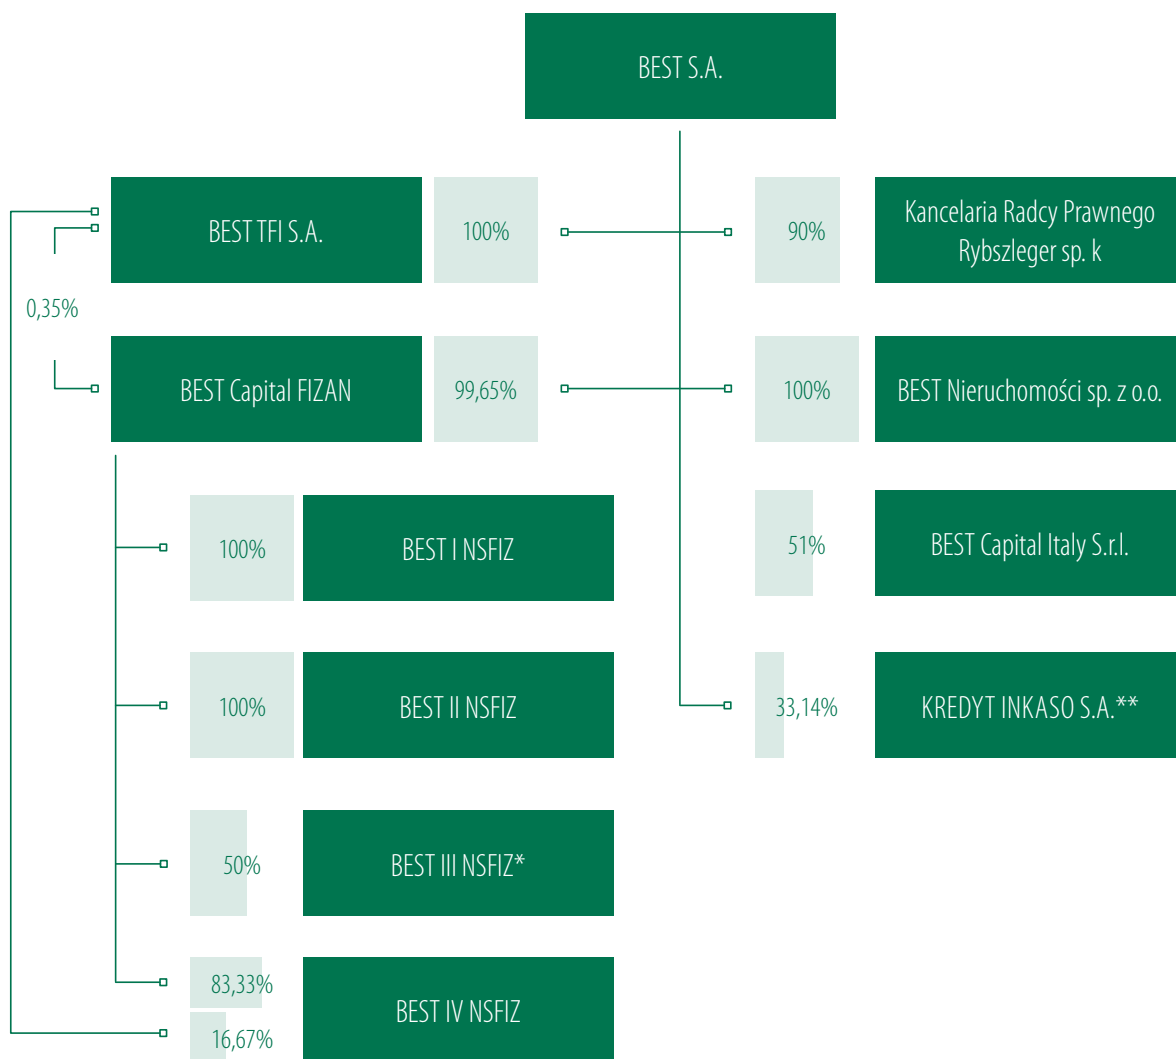 BEST S.A.
BEST TFI S.A.
100%
90%
Kancelaria Radcy Prawnego
Rybszleger sp. k
0,35%
BEST Capital FIZAN
99,65%
100%
BEST Nieruchomości sp. z o.o.
100%
BEST I NSFIZ
51%
BEST Capital Italy S.r.l.
100%
BEST II NSFIZ
33,14%
KREDYT INKASO S.A.**
50%
BEST III NSFIZ*
83,33%
BEST IV NSFIZ
16,67%